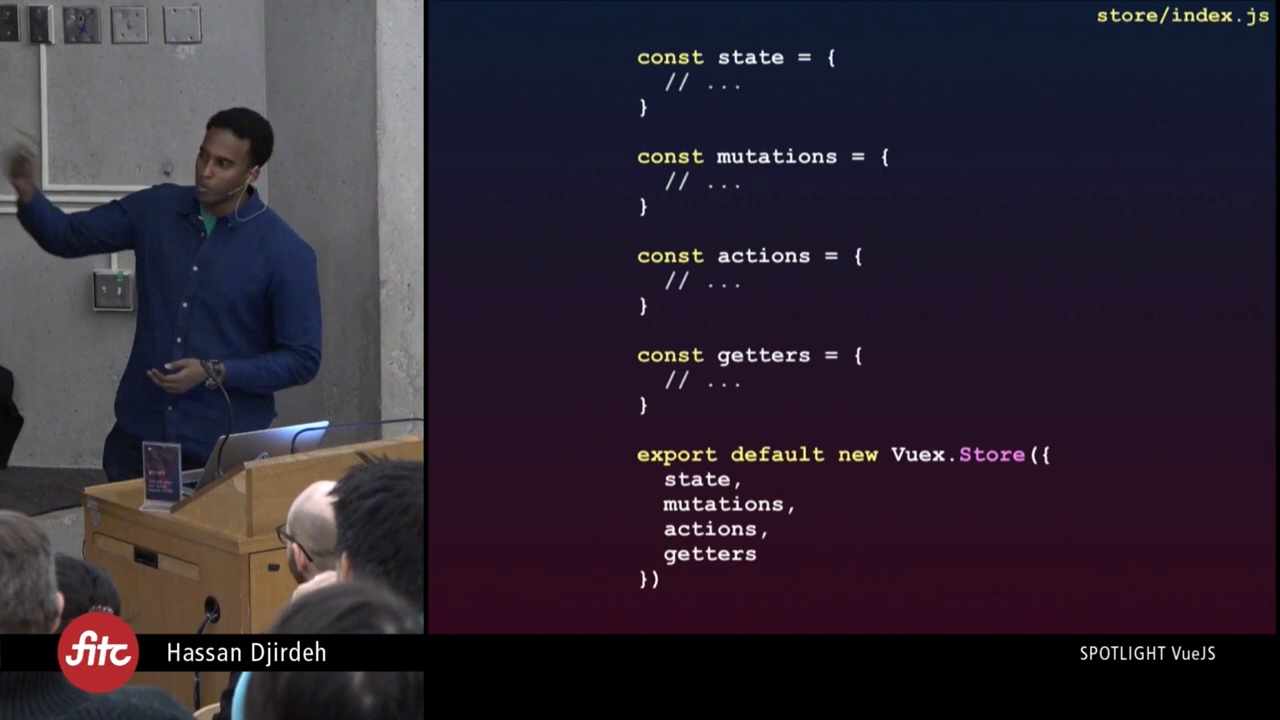 store/index.js
const state = {
// ...
}
const mutations = {
// ...
}
const actions = {
// ...
}
const getters = {
// ...
}
export default new Vuex.Store({
state,
mutations,
actions,
getters
})
fitc
Hassan Djirdeh
SPOTLIGHT VueJS